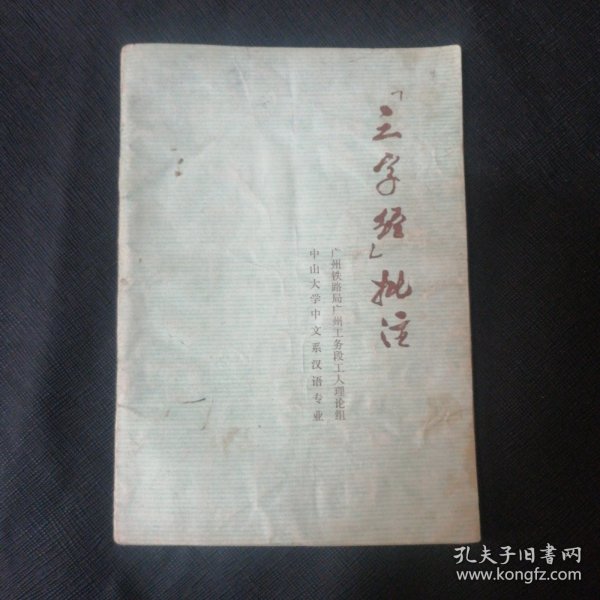 「三字经」批注
广州铁路局广州工务段工人理论组
中山大学中文系汉语专业
孔夫子旧书网
www.kongfz.com